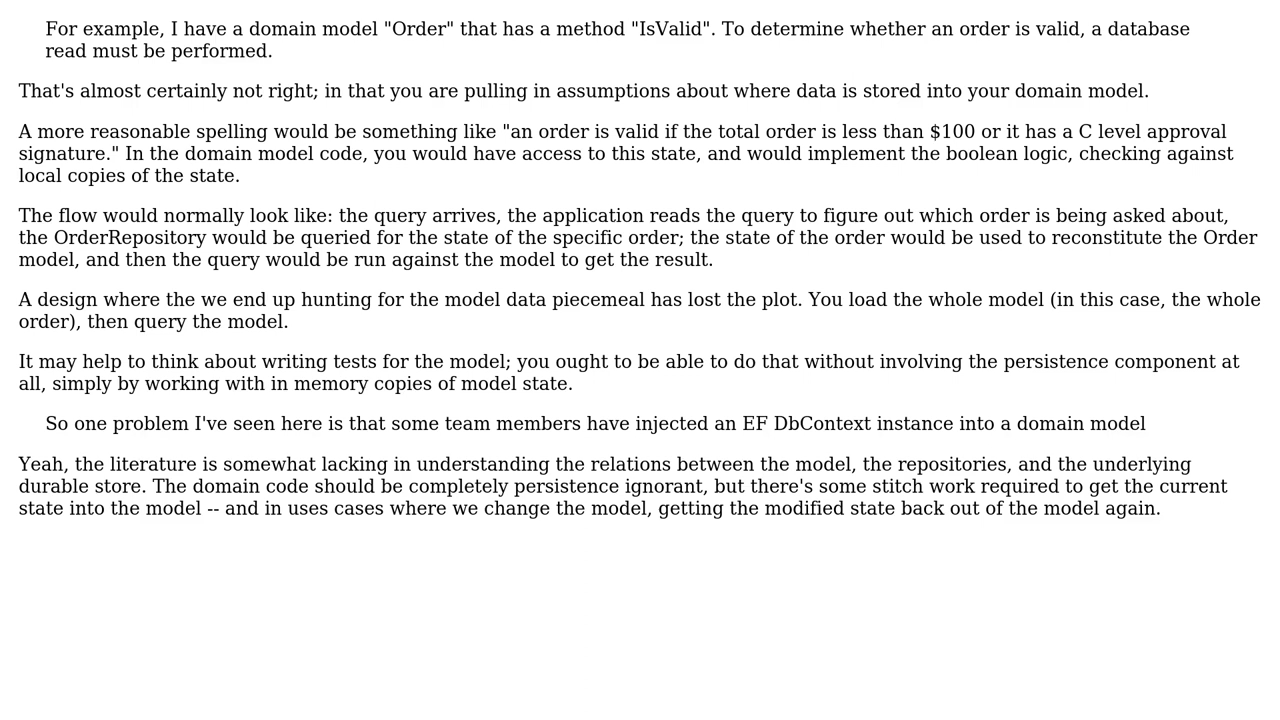 For example, I have a domain model "Order" that has a method "IsValid". To determine whether an order is valid, a database
read must be performed.
That's almost certainly not right; in that you are pulling in assumptions about where data is stored into your domain model.
A more reasonable spelling would be something like "an order is valid if the total order is less than $100 or it has a C level approval
signature." In the domain model code, you would have access to this state, and would implement the boolean logic, checking against
local copies of the state.
The flow would normally look like: the query arrives, the application reads the query to figure out which order is being asked about,
the OrderRepository would be queried for the state of the specific order; the state of the order would be used to reconstitute the Order
model, and then the query would be run against the model to get the result.
A design where the we end up hunting for the model data piecemeal has lost the plot. You load the whole model (in this case, the whole
order), then query the model.
It may help to think about writing tests for the model; you ought to be able to do that without involving the persistence component at
all, simply by working with in memory copies of model state.
So one problem I've seen here is that some team members have injected an EF DbContext instance into a domain model
Yeah, the literature is somewhat lacking in understanding the relations between the model, the repositories, and the underlying
durable store. The domain code should be completely persistence ignorant, but there's some stitch work required to get the current
state into the model -- and in uses cases where we change the model, getting the modified state back out of the model again.